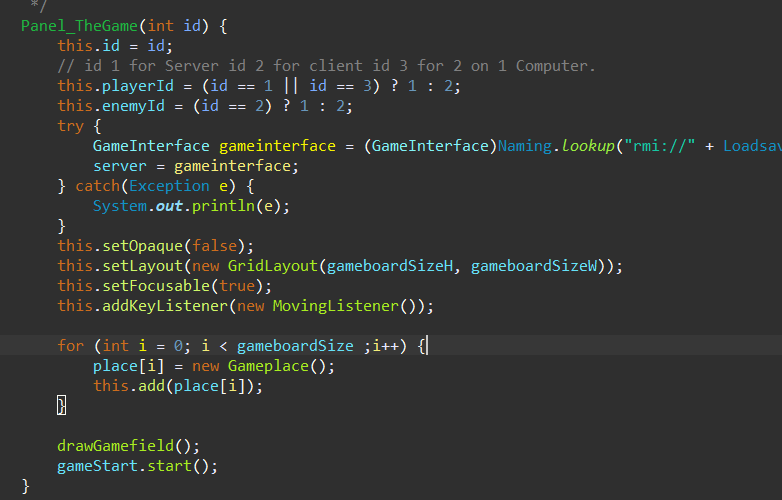 */
Panel_TheGame(int id) {
this.id = id;
// id 1 for Server id 2 for client id 3 for 2 on 1 Computer.
this.playerId = (id == 1 || id == 3) ? 1 : 2;
this.enemyId = (id == 2) ? 1 : 2;
try {
GameInterface gameinterface = (GameInterface)Naming.lookup("rmi://" + Loadsav
server = gameinterface;
} catch(Exception e) {
System.out.println(e);
}
this.setOpaque(false);
this.setLayout(new GridLayout(gameboardSizeH, gameboardSizeW));
this.setFocusable(true);
this.addKeyListener(new MovingListener());
for (int i = 0; i < gameboardSize ;i++) {
place[i] = new Gameplace();
this.add(place[i]);
}
drawGamefield();
gameStart.start();
}